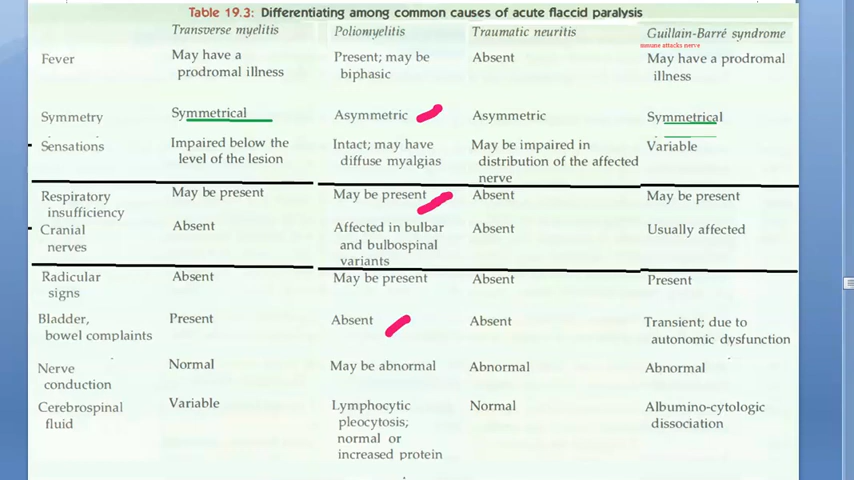 Table 19.3: Differentiating among common causes of acute flaccid paralysis
Transverse myelitis Poliomyelitis Traumatic neuritis Guillain-Barré syndrome
immune attacks nerve
Fever May have a Present; may be Absent May have a prodromal
prodromal illness biphasic illness
Symmetry Symmetrical Asymmetric Asymmetric Symmetrical
Sensations Impaired below the Intact; may have May be impaired in Variable
level of the lesion diffuse myalgias distribution of the affected
nerve
Respiratory May be present May be present Absent May be present
insufficiency
Cranial Absent Affected in bulbar Absent Usually affected
nerves and bulbospinal
variants
Radicular Absent May be present Absent Present
signs
Bladder, Present Absent Absent Transient; due to
bowel complaints autonomic dysfunction
Nerve Normal May be abnormal Abnormal Abnormal
conduction
Cerebrospinal Variable Lymphocytic Normal Albumino-cytologic
fluid pleocytosis; dissociation
normal or
increased protein